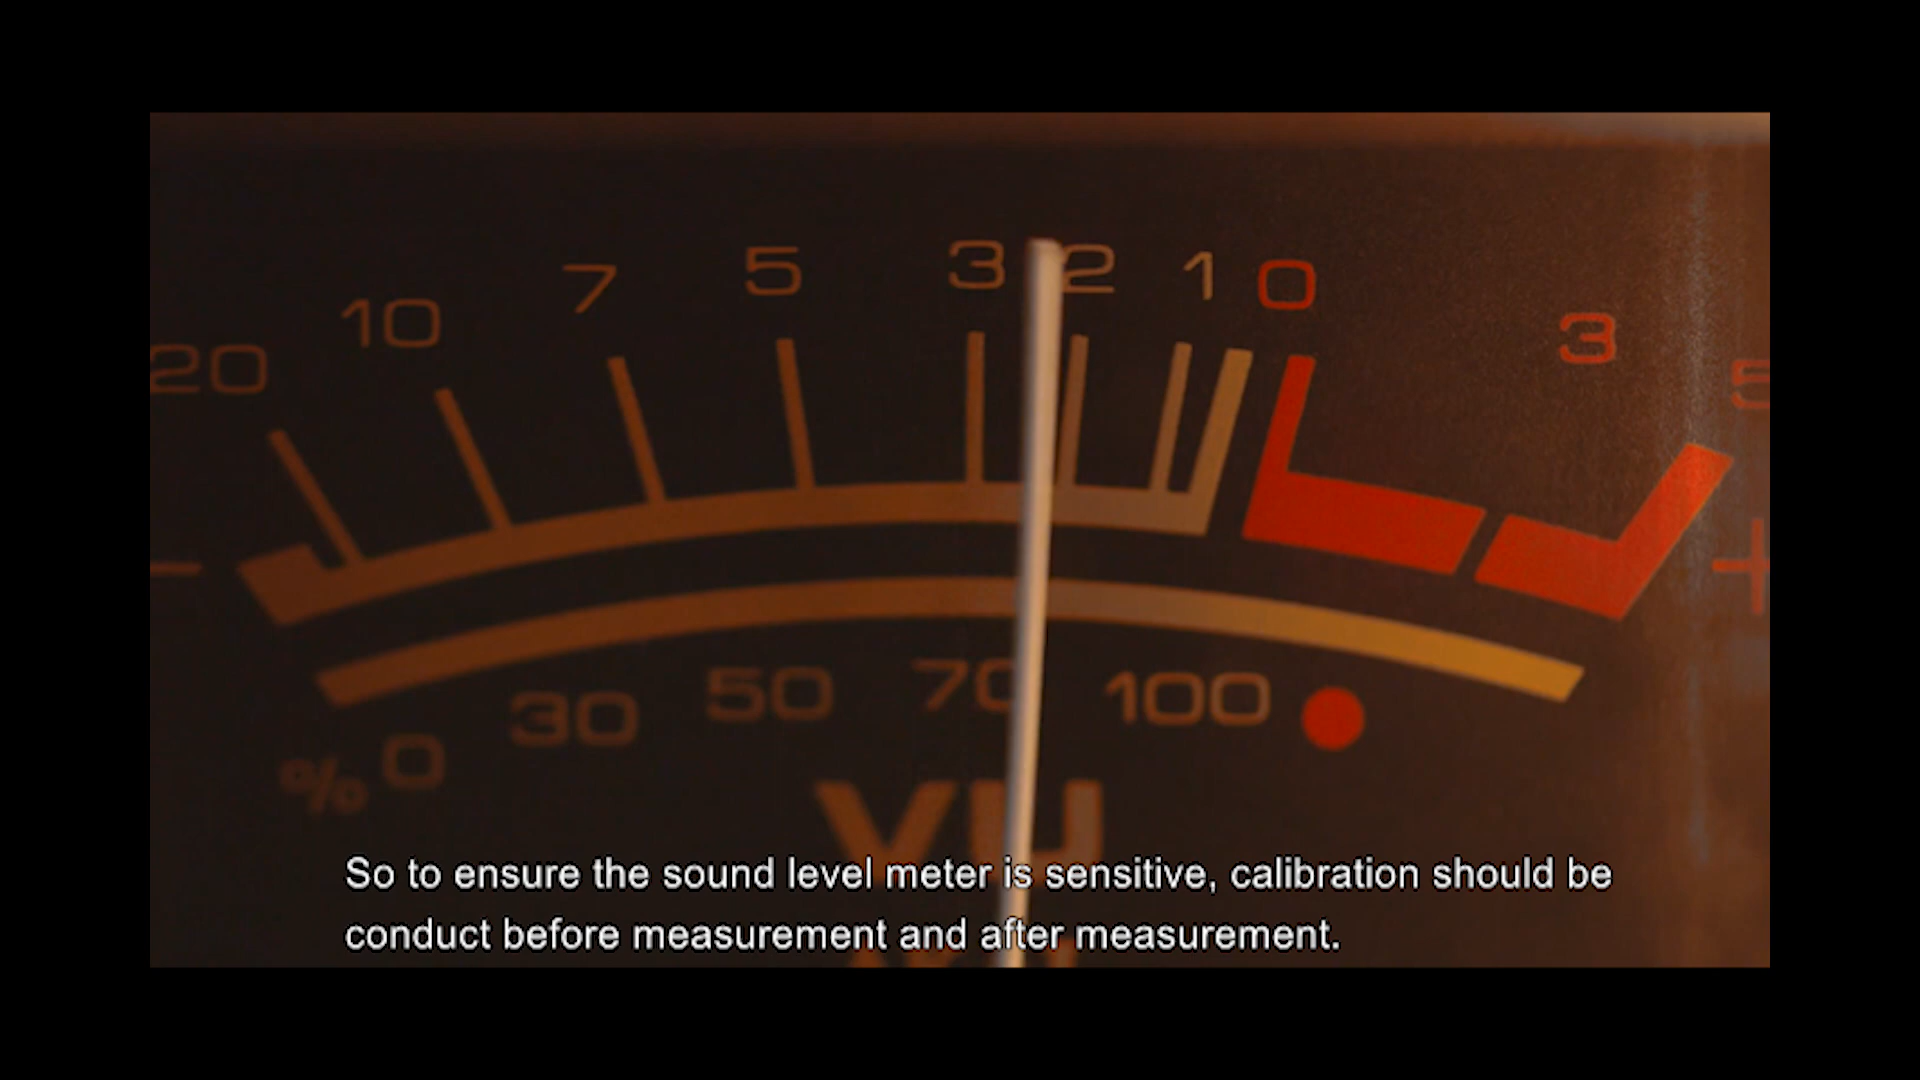 20 10 7 5 3 2 1 0 3 5
- +
0 30 50 70 100
%
VU
So to ensure the sound level meter is sensitive, calibration should be
conduct before measurement and after measurement.